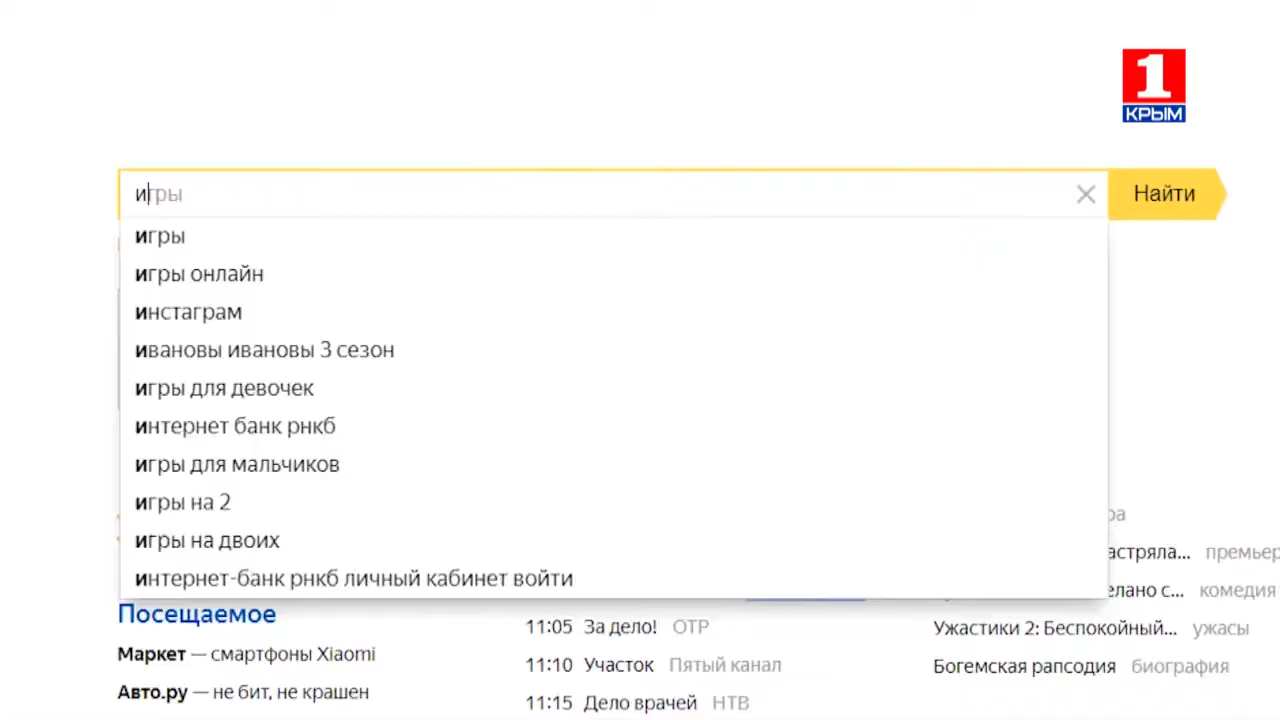 1
КРЫМ
игры
Найти
игры
игры онлайн
инстаграм
ивановы ивановы 3 сезон
игры для девочек
интернет банк рнкб
игры для мальчиков
игры на 2
игры на двоих
интернет-банк рнкб личный кабинет войти
Посещаемое
Маркет — смартфоны Xiaomi
Авто.ру — не бит, не крашен
11:05 За дело! ОТР
11:10 Участок Пятый канал
11:15 Дело врачей НТВ
комедия
Ужастики 2: Беспокойный... ужасы
Богемская рапсодия биография